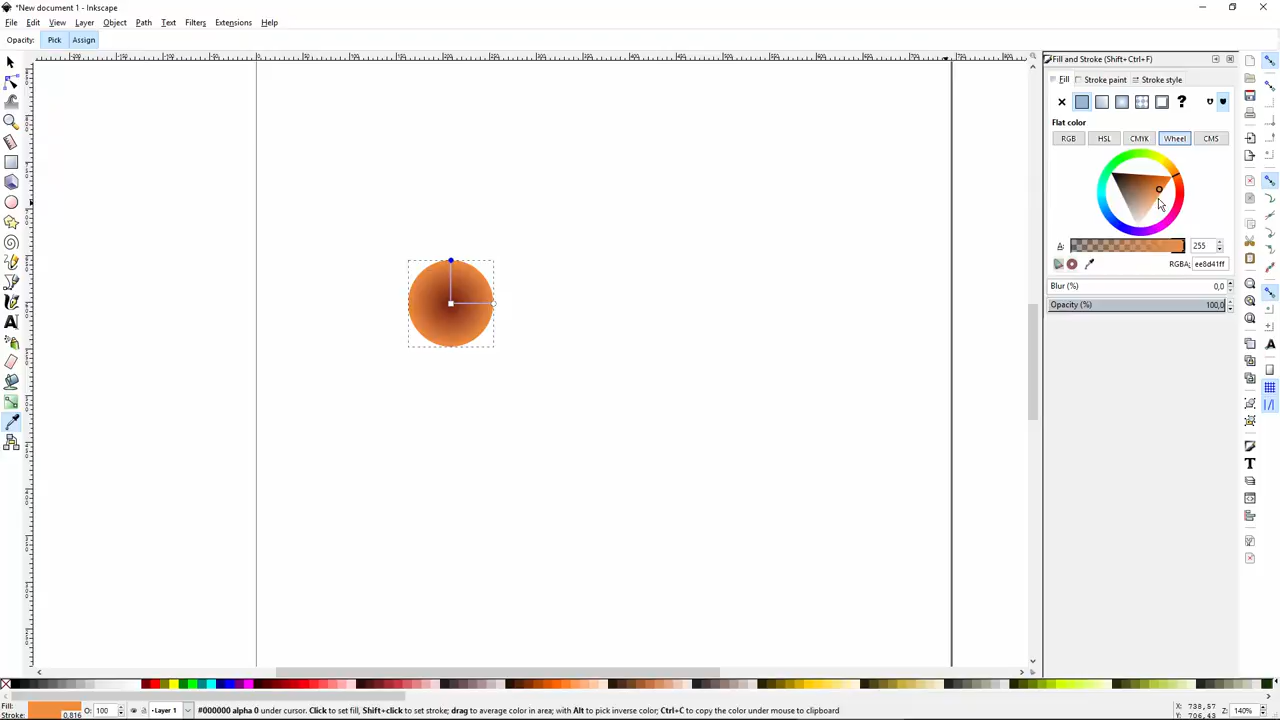 *New document 1 - Inkscape
File Edit View Layer Object Path Text Filters Extensions Help
Opacity: Pick Assign
Fill and Stroke (Shift+Ctrl+F)
Fill Stroke paint Stroke style
Flat color
RGB HSL CMYK Wheel CMS
A: 255
RGBA: ee8d41ff
Blur (%) 0,0
Opacity (%) 100,0
Fill: O: 100 Layer 1 #000000 alpha 0 under cursor. Click to set fill, Shift+click to set stroke; drag to average color in area; with Alt to pick inverse color; Ctrl+C to copy the color under mouse to clipboard X: 738,57 Z: 140%
Stroke: 0,816 Y: 706,43